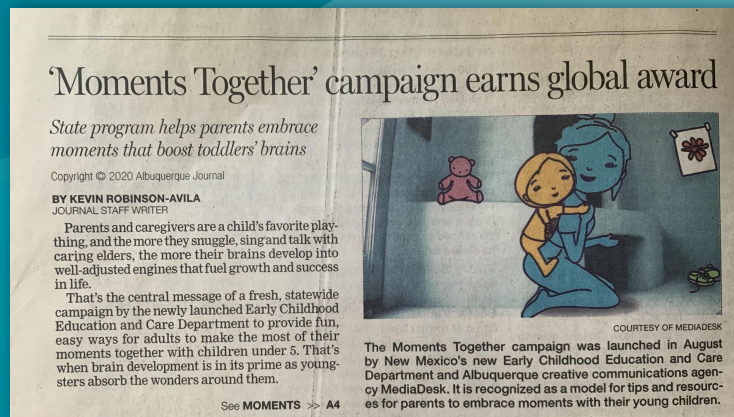 ‘Moments Together’ campaign earns global award
State program helps parents embrace
moments that boost toddlers’ brains
Copyright © 2020 Albuquerque Journal
BY KEVIN ROBINSON-AVILA
JOURNAL STAFF WRITER
Parents and caregivers are a child’s favorite play-
thing, and the more they snuggle, sing and talk with
caring elders, the more their brains develop into
well-adjusted engines that fuel growth and success
in life.
That’s the central message of a fresh, statewide
campaign by the newly launched Early Childhood
Education and Care Department to provide fun,
easy ways for adults to make the most of their
moments together with children under 5. That’s
when brain development is in its prime as young-
sters absorb the wonders around them.
See MOMENTS >> A4
COURTESY OF MEDIADESK
The Moments Together campaign was launched in August
by New Mexico’s new Early Childhood Education and Care
Department and Albuquerque creative communications agen-
cy MediaDesk. It is recognized as a model for tips and resourc-
es for parents to embrace moments with their young children.